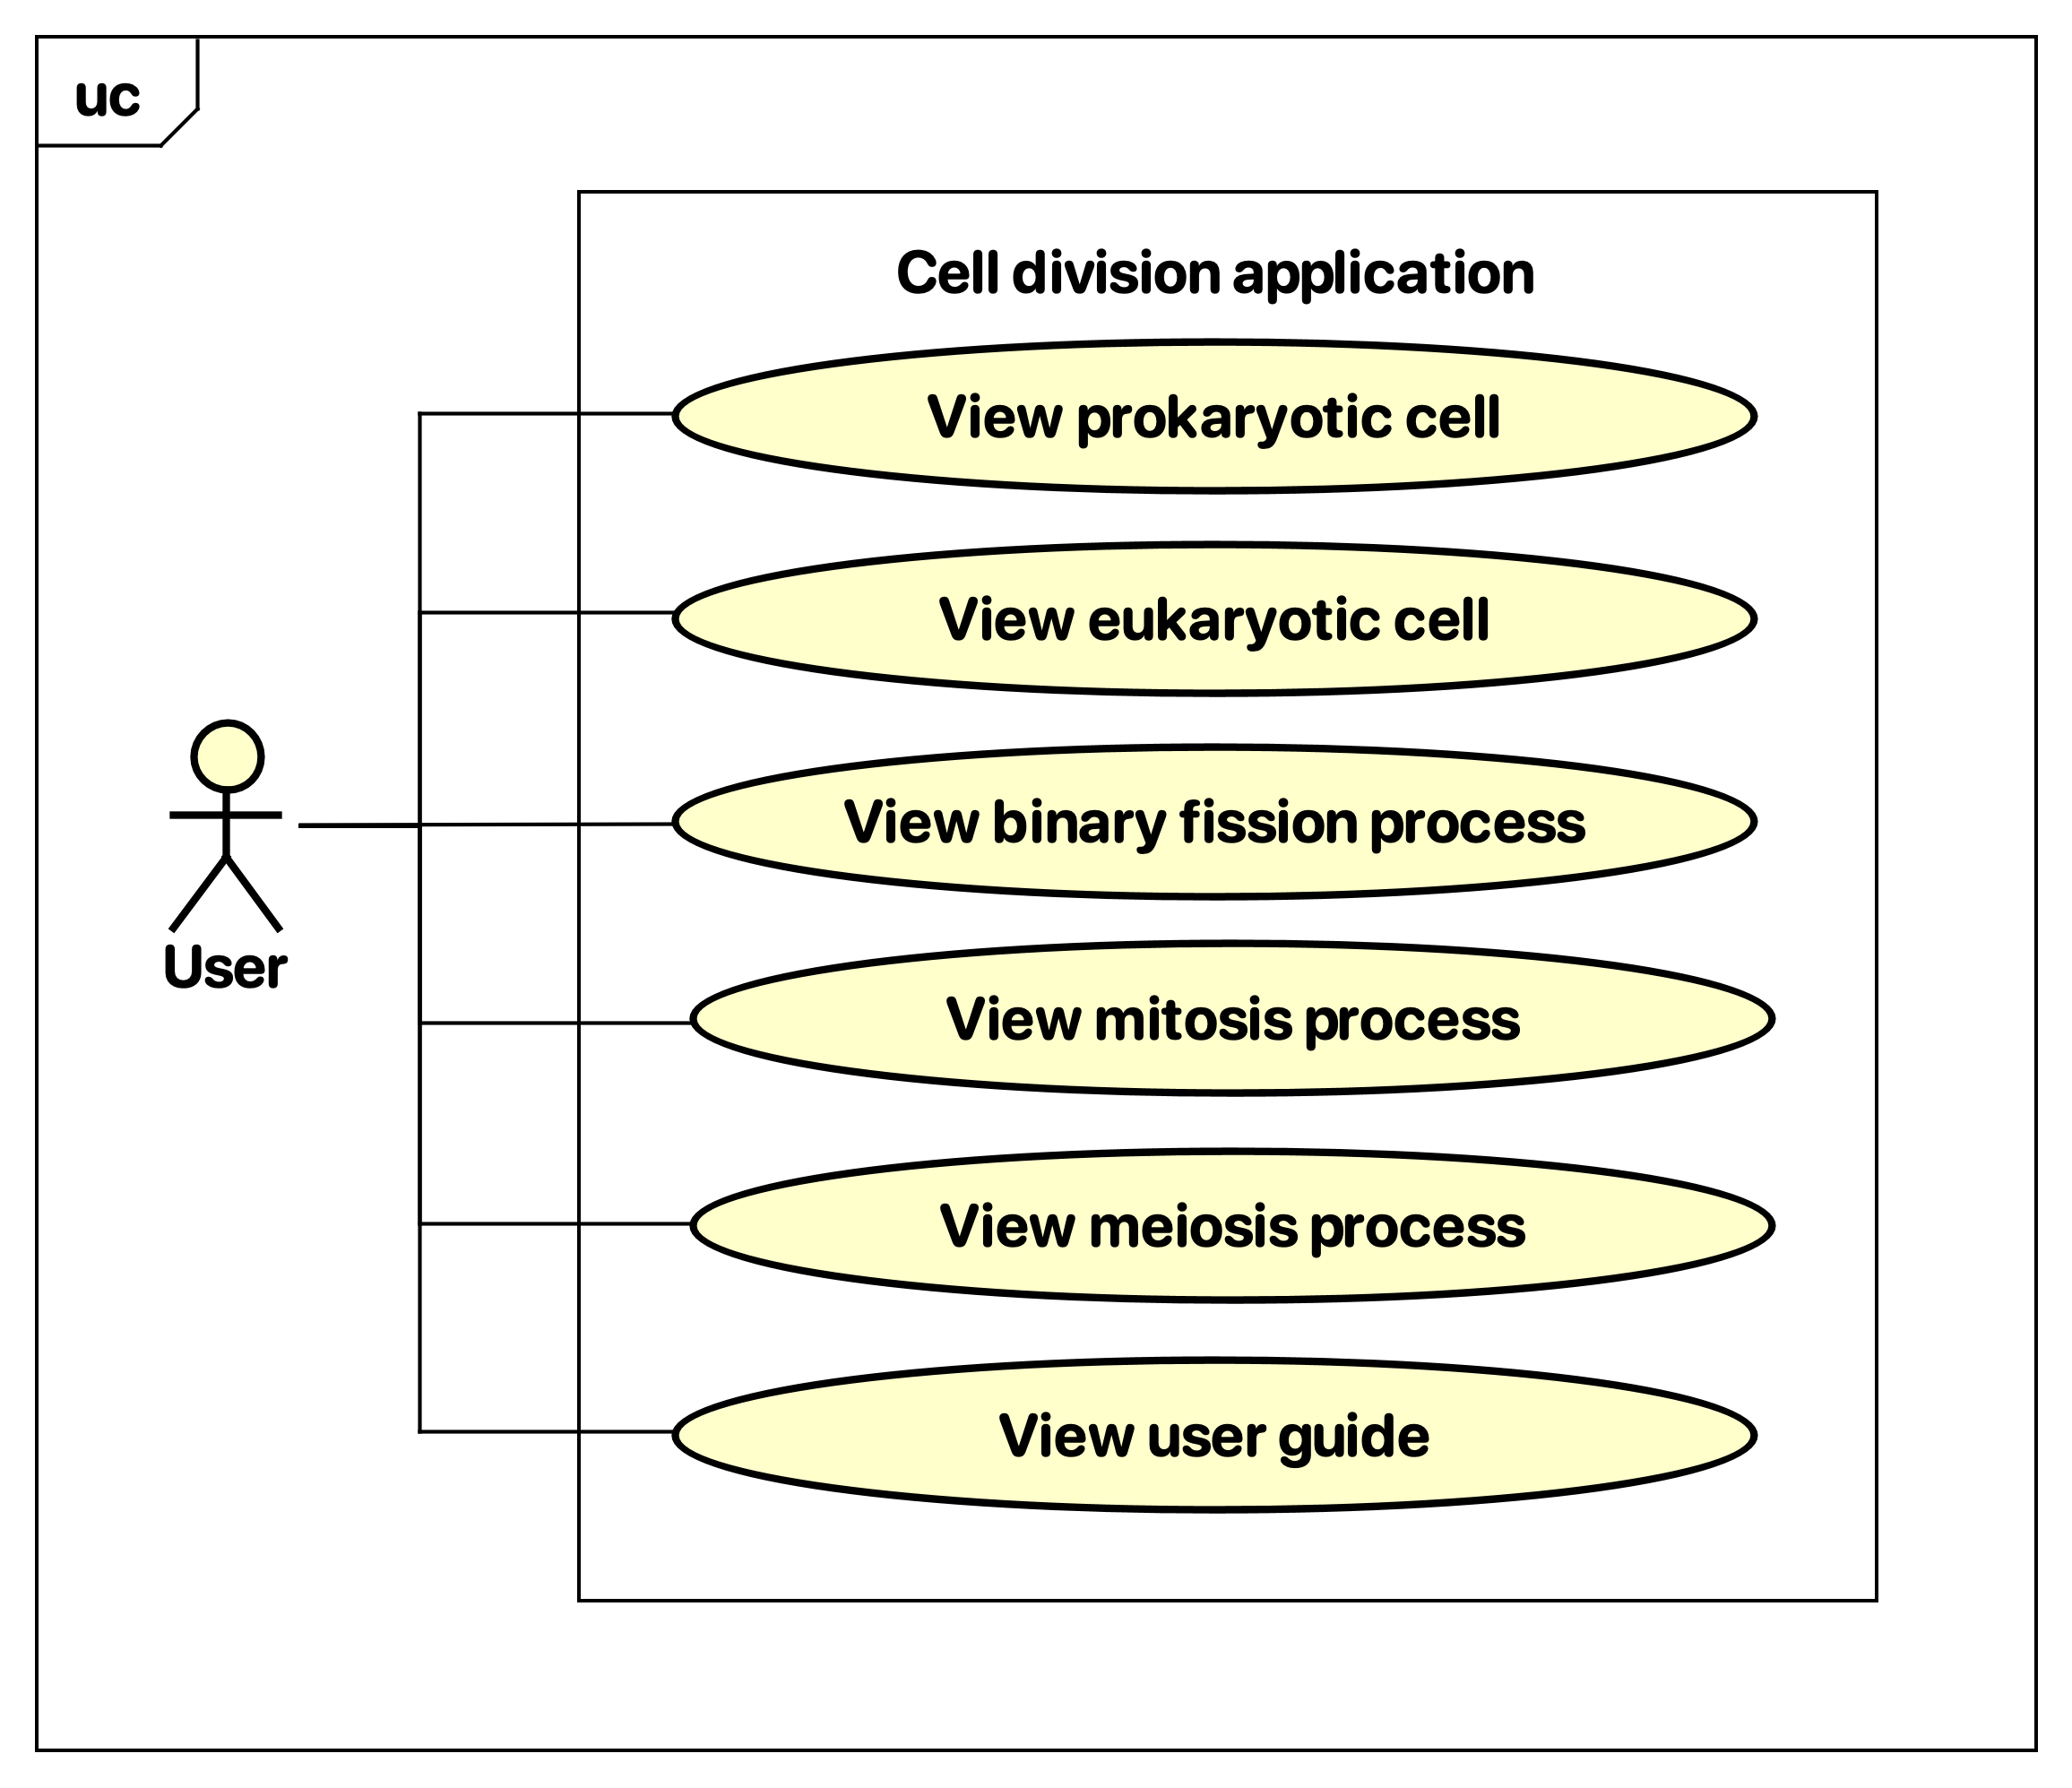 uc
Cell division application
View prokaryotic cell
View eukaryotic cell
View binary fission process
User
View mitosis process
View meiosis process
View user guide